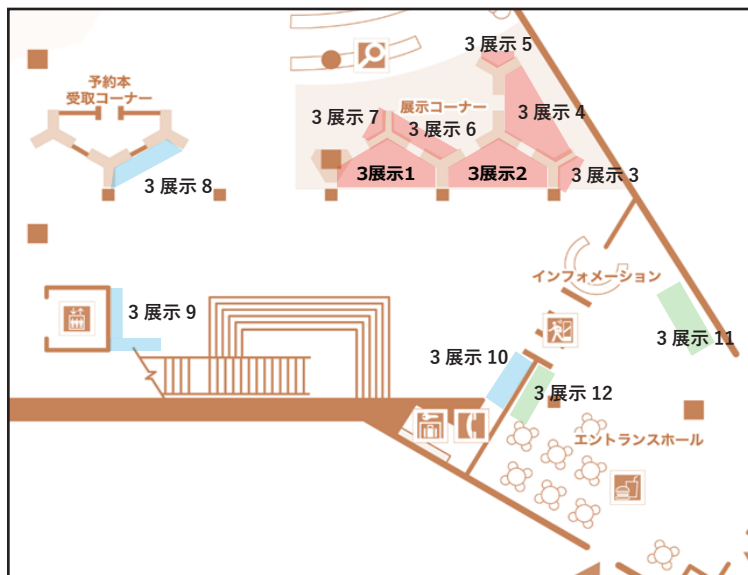 3 展示 5
予約本
受取コーナー
展示コーナー
3 展示 7
3 展示 6
3 展示 4
3展示1
3展示2
3 展示 3
3 展示 8
インフォメーション
3 展示 9
3 展示 11
3 展示 10
3 展示 12
エントランスホール